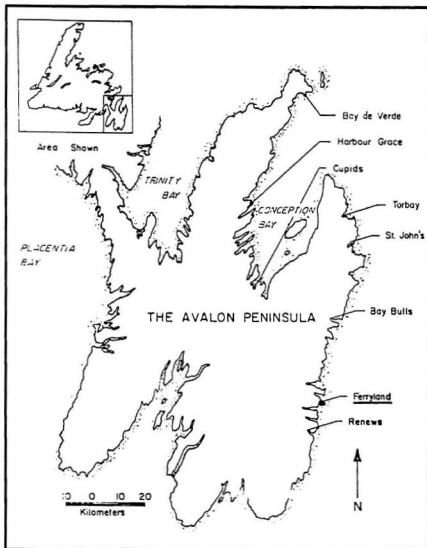 Area Shown
Bay de Verde
Harbour Grace
Cupids
TRINITY
BAY
CONCEPTION
BAY
Torbay
St. John's
PLACENTIA
BAY
THE AVALON PENINSULA
Bay Bulls
Ferryland
Renews
10 0 10 20
Kilometers
N